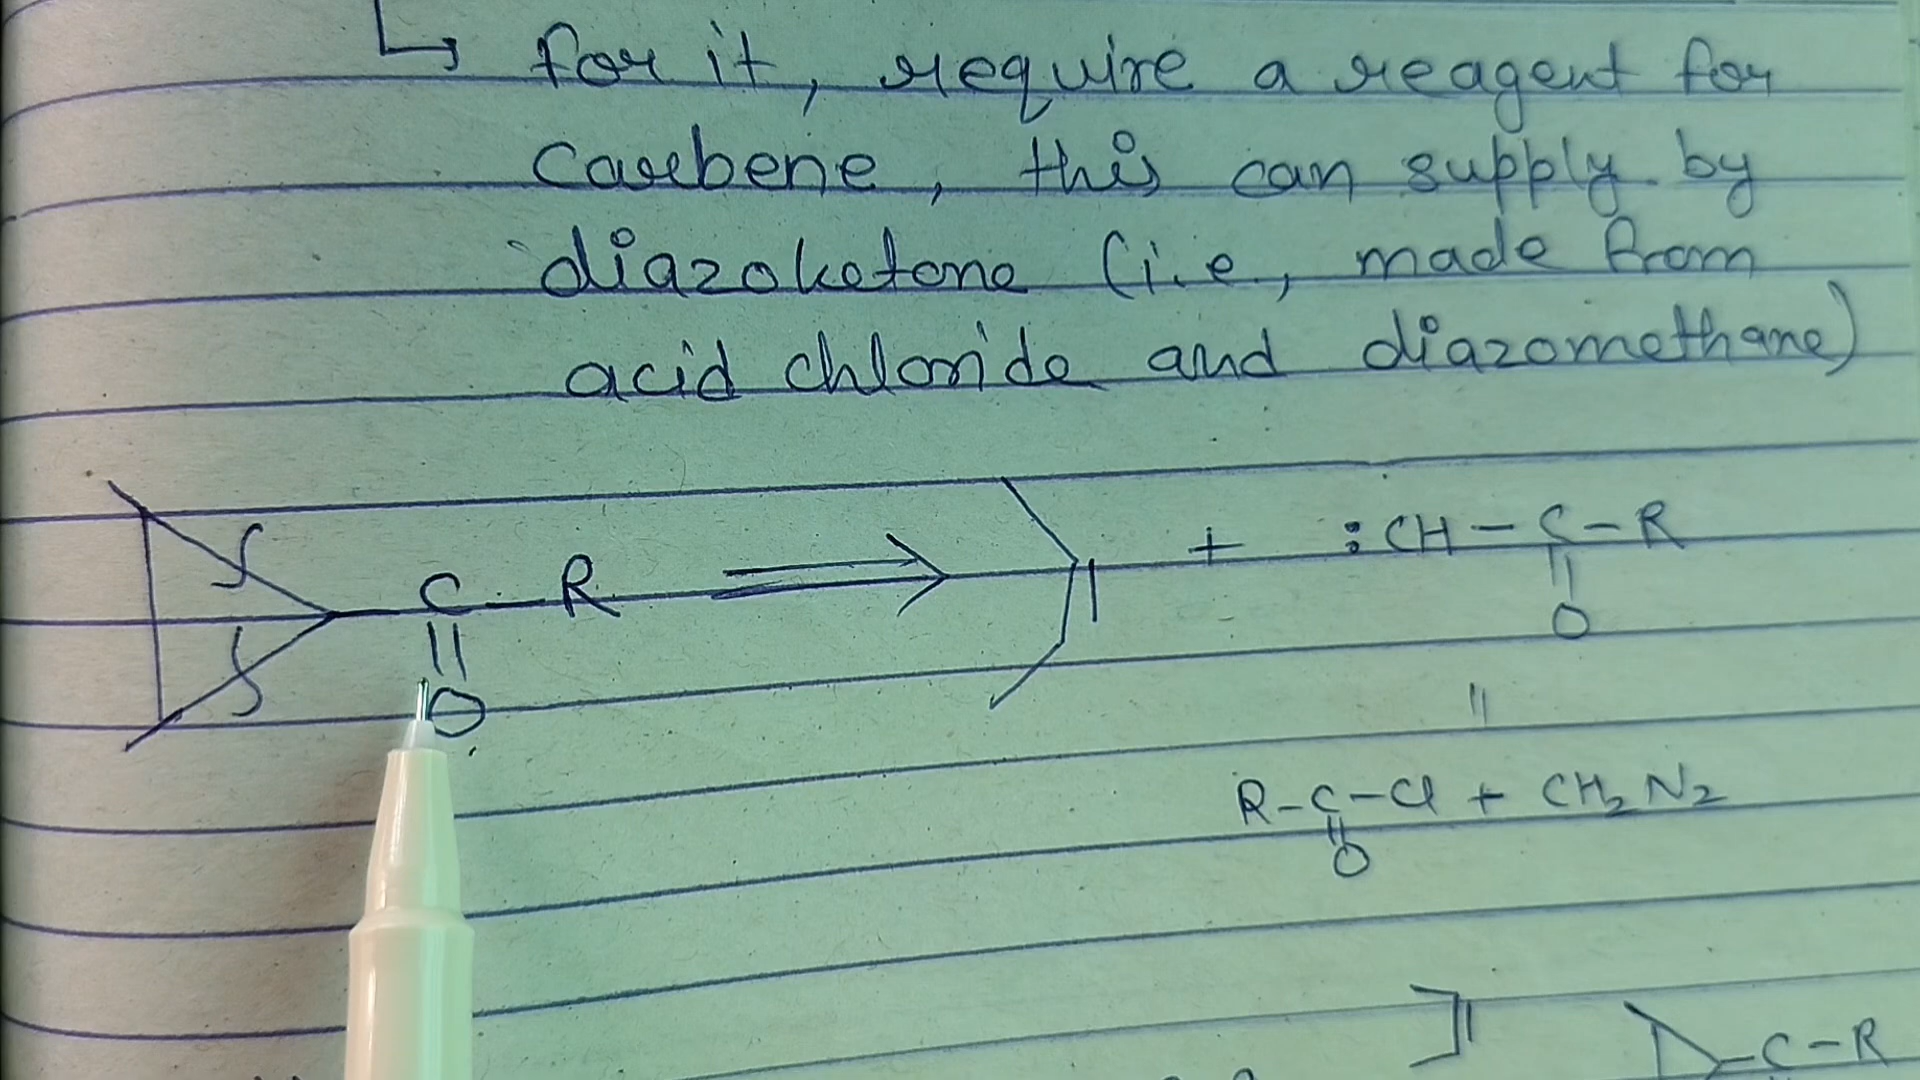 ↳ for it, require a reagent for
carbene, this can supply by
diazoketone (i.e., made from
acid chloride and diazomethane)
C—R ⟹ + :CH—C—R
O O
R-C-Cl + CH₂N₂
O
C-R